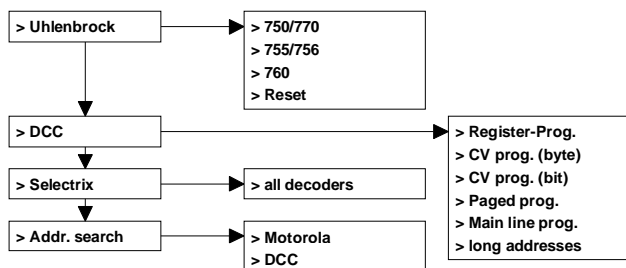 > Uhlenbrock
> 750/770
> 755/756
> 760
> Reset
> DCC
> Register-Prog.
> CV prog. (byte)
> CV prog. (bit)
> Paged prog.
> Main line prog.
> long addresses
> Selectrix
> all decoders
> Addr. search
> Motorola
> DCC